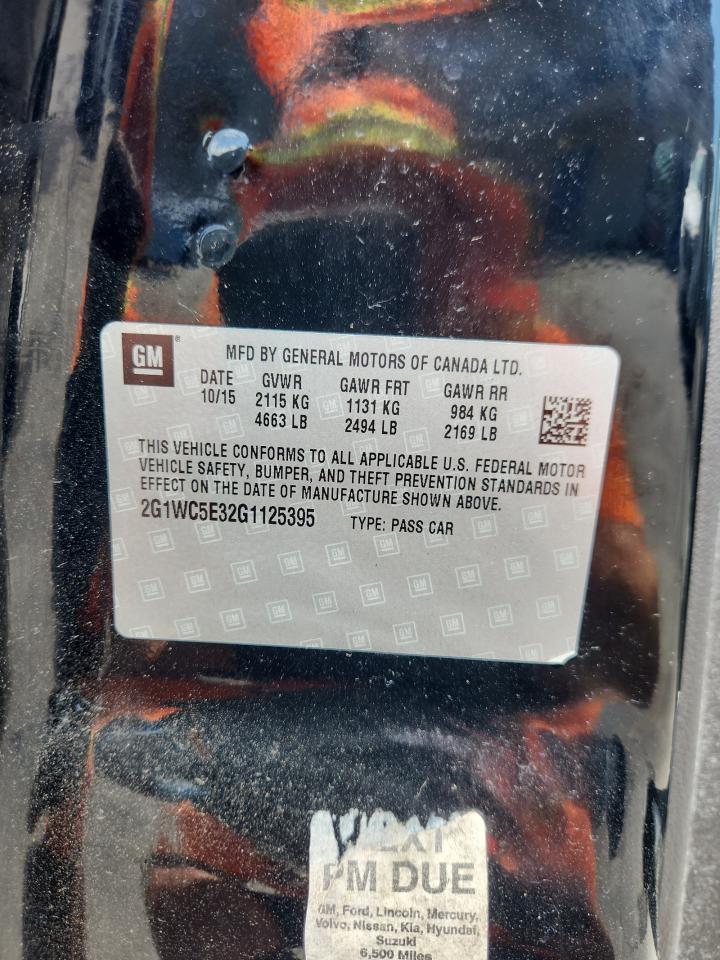 GM ®
MFD BY GENERAL MOTORS OF CANADA LTD.
DATE GVWR GAWR FRT GAWR RR
10/15 2115 KG 1131 KG 984 KG
4663 LB 2494 LB 2169 LB
THIS VEHICLE CONFORMS TO ALL APPLICABLE U.S. FEDERAL MOTOR
VEHICLE SAFETY, BUMPER, AND THEFT PREVENTION STANDARDS IN
EFFECT ON THE DATE OF MANUFACTURE SHOWN ABOVE.
2G1WC5E32G1125395 TYPE: PASS CAR
PM DUE
GM, Ford, Lincoln, Mercury,
Volvo, Nissan, Kia, Hyundai,
Suzuki
6,500 Miles